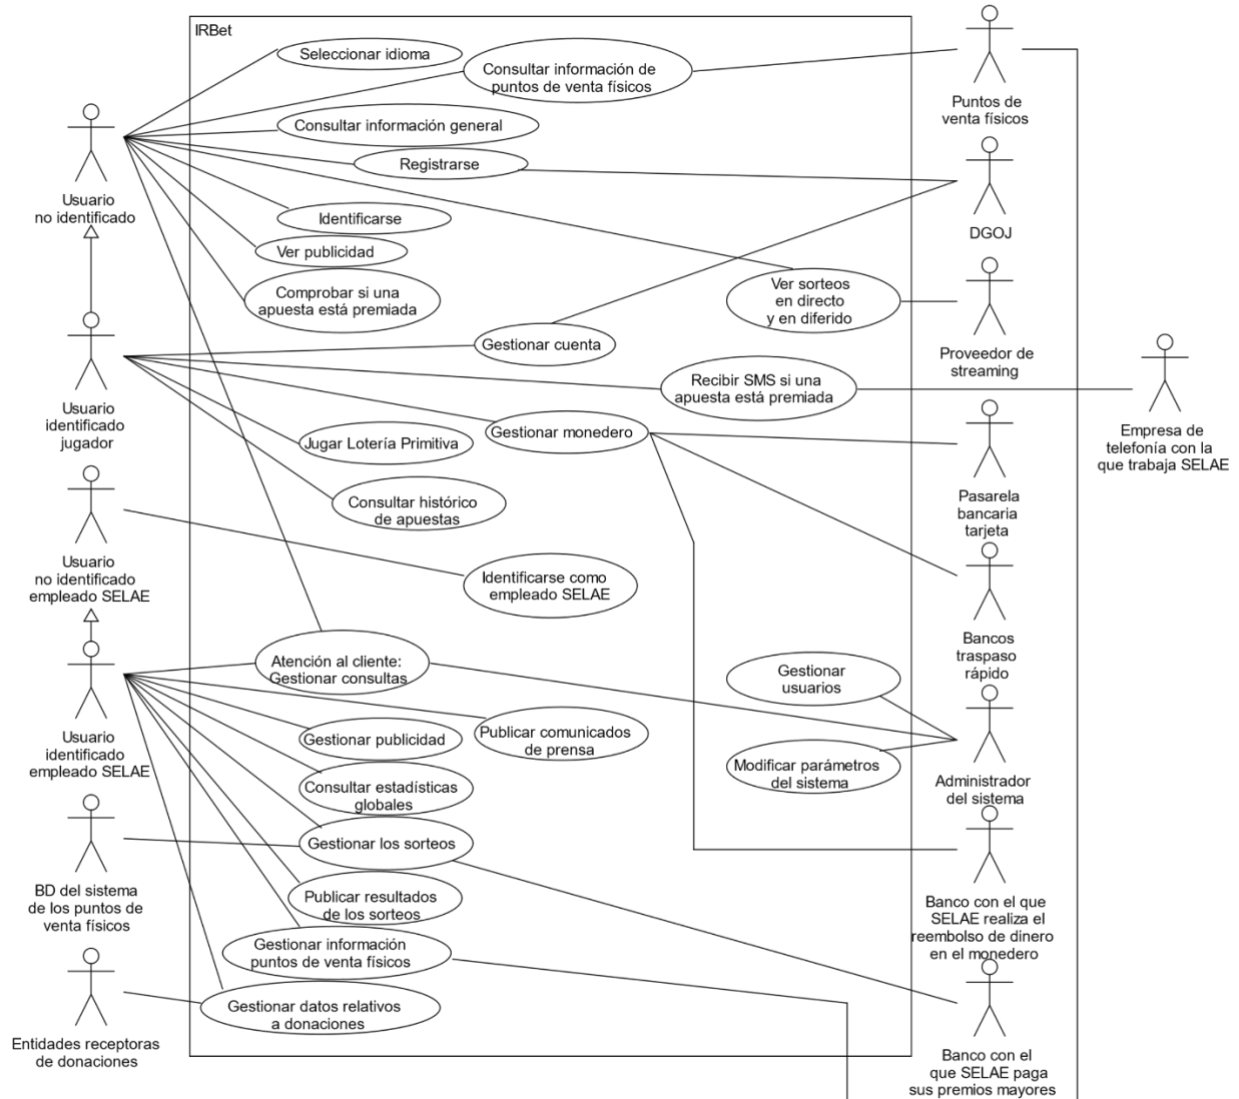 IRBet
Seleccionar idioma
Consultar información de
puntos de venta físicos
Puntos de
venta físicos
Consultar información general
Registrarse
Usuario
no identificado
Identificarse
DGOJ
Ver publicidad
Comprobar si una
apuesta está premiada
Ver sorteos
en directo
y en diferido
Gestionar cuenta
Proveedor de
streaming
Recibir SMS si una
apuesta está premiada
Usuario
identificado
jugador
Jugar Lotería Primitiva
Gestionar monedero
Empresa de
telefonía con la
que trabaja SELAE
Consultar histórico
de apuestas
Pasarela
bancaria
tarjeta
Usuario
no identificado
empleado SELAE
Identificarse como
empleado SELAE
Bancos
traspaso
rápido
Atención al cliente:
Gestionar consultas
Gestionar
usuarios
Usuario
identificado
empleado SELAE
Gestionar publicidad
Publicar comunicados
de prensa
Modificar parámetros
del sistema
Administrador
del sistema
Consultar estadísticas
globales
Gestionar los sorteos
BD del sistema
de los puntos de
venta físicos
Publicar resultados
de los sorteos
Banco con el que
SELAE realiza el
reembolso de dinero
en el monedero
Gestionar información
puntos de venta físicos
Gestionar datos relativos
a donaciones
Entidades receptoras
de donaciones
Banco con el
que SELAE paga
sus premios mayores